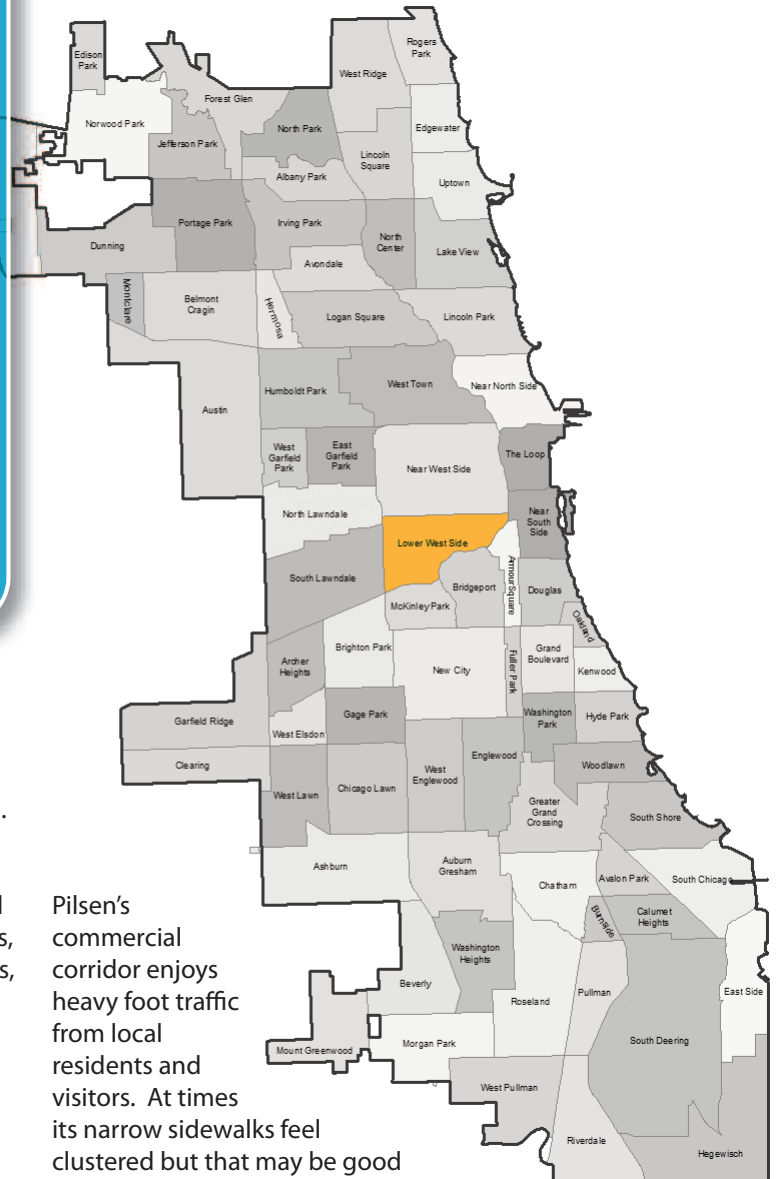 Edison
Park
Rogers
Park
West Ridge
Forest Glen
Norwood Park
North Park
Edgewater
Jefferson Park
Lincoln
Square
Albany Park
Uptown
Portage Park
Irving Park
North
Center
Dunning
Lake View
Avondale
Montclare
Belmont
Cragin
Hermosa
Logan Square
Lincoln Park
Austin
Humboldt Park
West Town
Near North Side
West
Garfield
Park
East
Garfield
Park
Near West Side
The Loop
North Lawndale
Near
South
Side
Lower West Side
Armour Square
South Lawndale
Bridgeport
Douglas
McKinley Park
Oakland
Brighton Park
Archer
Heights
New City
Fuller Park
Grand
Boulevard
Kenwood
Garfield Ridge
West Elsdon
Gage Park
Washington
Park
Hyde Park
Clearing
West Lawn
Chicago Lawn
West
Englewood
Englewood
Woodlawn
Greater
Grand
Crossing
South Shore
Ashburn
Auburn
Gresham
Chatham
Avalon Park
South Chicago
Burnside
Calumet
Heights
Washington
Heights
Beverly
Roseland
Pullman
East Side
Mount Greenwood
Morgan Park
South Deering
West Pullman
Riverdale
Hegewisch
Pilsen's
commercial
corridor enjoys
heavy foot traffic
from local
residents and
visitors.  At times
its narrow sidewalks feel
clustered but that may be good